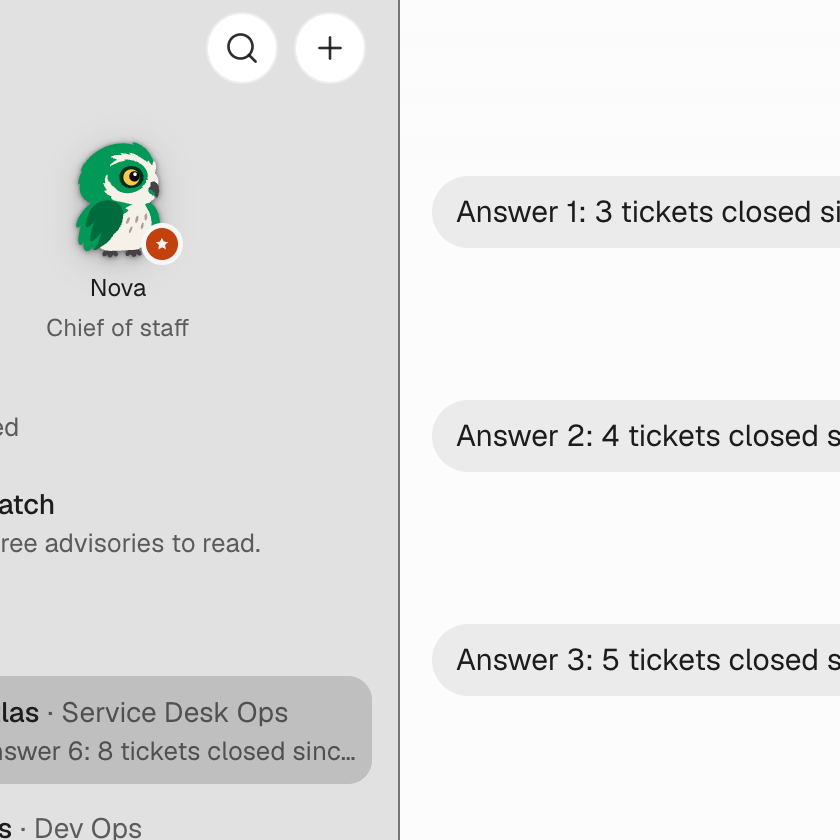 Nova
Chief of staff
ed
atch
ree advisories to read.
las · Service Desk Ops
nswer 6: 8 tickets closed sinc…
s · Dev Ops
Answer 1: 3 tickets closed si
Answer 2: 4 tickets closed s
Answer 3: 5 tickets closed s